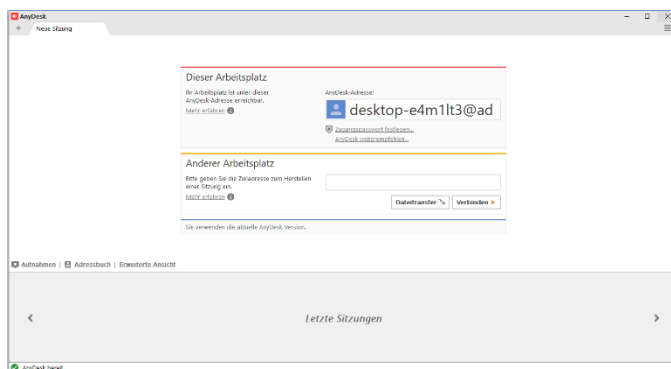 AnyDesk
+ Neue Sitzung
Dieser Arbeitsplatz
Ihr Arbeitsplatz ist unter dieser
AnyDesk-Adresse erreichbar.
Mehr erfahren
AnyDesk-Adresse:
desktop-e4m1lt3@ad
Zugangspasswort festlegen...
AnyDesk weiterempfehlen...
Anderer Arbeitsplatz
Bitte geben Sie die Zieladresse zum Herstellen
einer Sitzung ein.
Mehr erfahren
Dateitransfer
Verbinden
Sie verwenden die aktuelle AnyDesk Version.
Aufnahmen | Adressbuch | Erweiterte Ansicht
Letzte Sitzungen
AnyDesk bereit